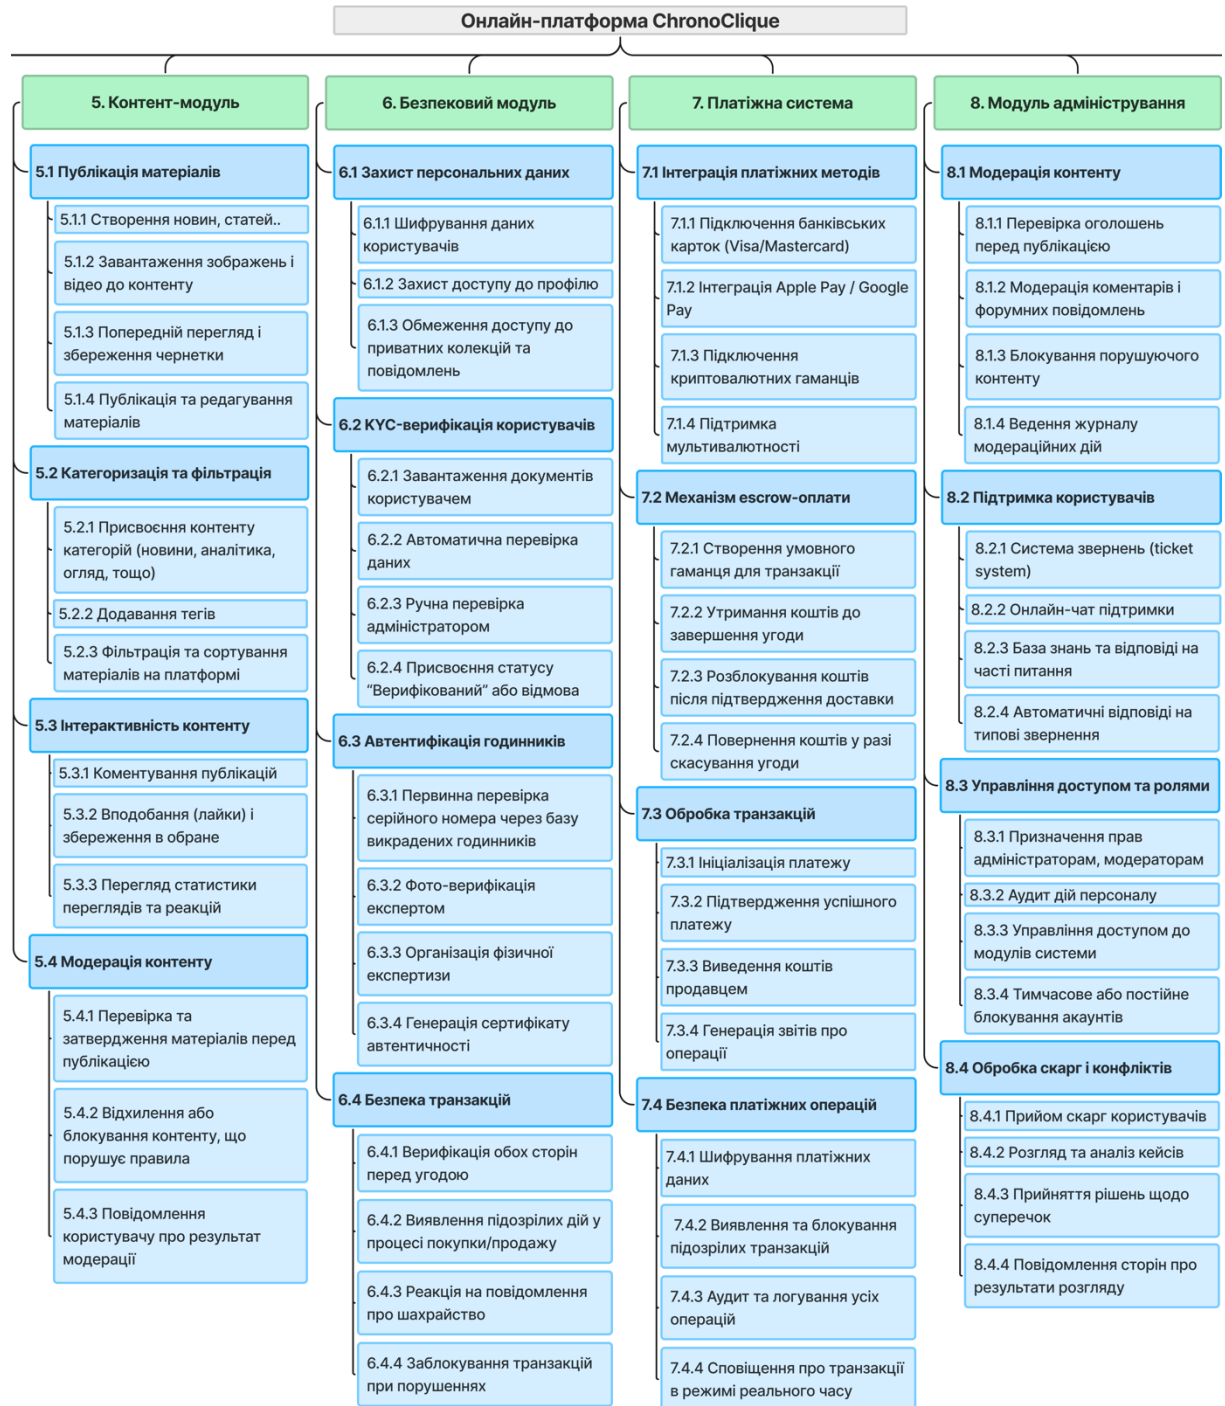 Онлайн-платформа ChronoClique
5. Контент-модуль
5.1 Публікація матеріалів
5.1.1 Створення новин, статей..
5.1.2 Завантаження зображень і
відео до контенту
5.1.3 Попередній перегляд і
збереження чернетки
5.1.4 Публікація та редагування
матеріалів
5.2 Категоризація та фільтрація
5.2.1 Присвоєння контенту
категорій (новини, аналітика,
огляд, тощо)
5.2.2 Додавання тегів
5.2.3 Фільтрація та сортування
матеріалів на платформі
5.3 Інтерактивність контенту
5.3.1 Коментування публікацій
5.3.2 Вподобання (лайки) і
збереження в обране
5.3.3 Перегляд статистики
переглядів та реакцій
5.4 Модерація контенту
5.4.1 Перевірка та
затвердження матеріалів перед
публікацією
5.4.2 Відхилення або
блокування контенту, що
порушує правила
5.4.3 Повідомлення
користувачу про результат
модерації
6. Безпековий модуль
6.1 Захист персональних даних
6.1.1 Шифрування даних
користувачів
6.1.2 Захист доступу до профілю
6.1.3 Обмеження доступу до
приватних колекцій та
повідомлень
6.2 KYC-верифікація користувачів
6.2.1 Завантаження документів
користувачем
6.2.2 Автоматична перевірка
даних
6.2.3 Ручна перевірка
адміністратором
6.2.4 Присвоєння статусу
“Верифікований” або відмова
6.3 Автентифікація годинників
6.3.1 Первинна перевірка
серійного номера через базу
викрадених годинників
6.3.2 Фото-верифікація
експертом
6.3.3 Організація фізичної
експертизи
6.3.4 Генерація сертифікату
автентичності
6.4 Безпека транзакцій
6.4.1 Верифікація обох сторін
перед угодою
6.4.2 Виявлення підозрілих дій у
процесі покупки/продажу
6.4.3 Реакція на повідомлення
про шахрайство
6.4.4 Заблокування транзакцій
при порушеннях
7. Платіжна система
7.1 Інтеграція платіжних методів
7.1.1 Підключення банківських
карток (Visa/Mastercard)
7.1.2 Інтеграція Apple Pay / Google
Pay
7.1.3 Підключення
криптовалютних гаманців
7.1.4 Підтримка
мультивалютності
7.2 Механізм escrow-оплати
7.2.1 Створення умовного
гаманця для транзакції
7.2.2 Утримання коштів до
завершення угоди
7.2.3 Розблокування коштів
після підтвердження доставки
7.2.4 Повернення коштів у разі
скасування угоди
7.3 Обробка транзакцій
7.3.1 Ініціалізація платежу
7.3.2 Підтвердження успішного
платежу
7.3.3 Виведення коштів
продавцем
7.3.4 Генерація звітів про
операції
7.4 Безпека платіжних операцій
7.4.1 Шифрування платіжних
даних
7.4.2 Виявлення та блокування
підозрілих транзакцій
7.4.3 Аудит та логування усіх
операцій
7.4.4 Сповіщення про транзакції
в режимі реального часу
8. Модуль адміністрування
8.1 Модерація контенту
8.1.1 Перевірка оголошень
перед публікацією
8.1.2 Модерація коментарів і
форумних повідомлень
8.1.3 Блокування порушуючого
контенту
8.1.4 Ведення журналу
модераційних дій
8.2 Підтримка користувачів
8.2.1 Система звернень (ticket
system)
8.2.2 Онлайн-чат підтримки
8.2.3 База знань та відповіді на
часті питання
8.2.4 Автоматичні відповіді на
типові звернення
8.3 Управління доступом та ролями
8.3.1 Призначення прав
адміністраторам, модераторам
8.3.2 Аудит дій персоналу
8.3.3 Управління доступом до
модулів системи
8.3.4 Тимчасове або постійне
блокування акаунтів
8.4 Обробка скарг і конфліктів
8.4.1 Прийом скарг користувачів
8.4.2 Розгляд та аналіз кейсів
8.4.3 Прийняття рішень щодо
суперечок
8.4.4 Повідомлення сторін про
результати розгляду